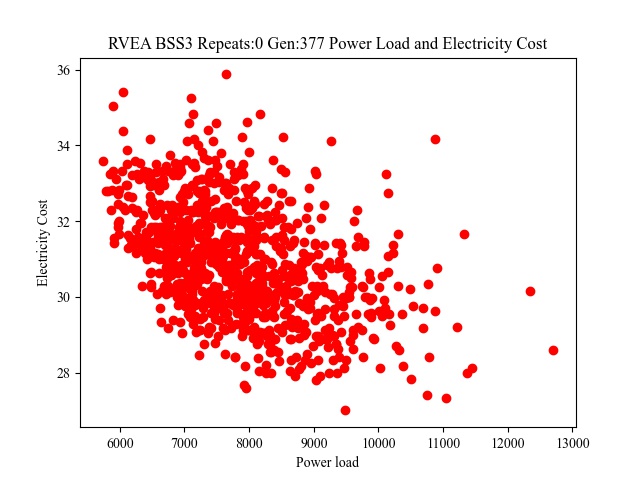 RVEA BSS3 Repeats:0 Gen:377 Power Load and Electricity Cost
36
34
32
30
28
Electricity Cost
6000 7000 8000 9000 10000 11000 12000 13000
Power load